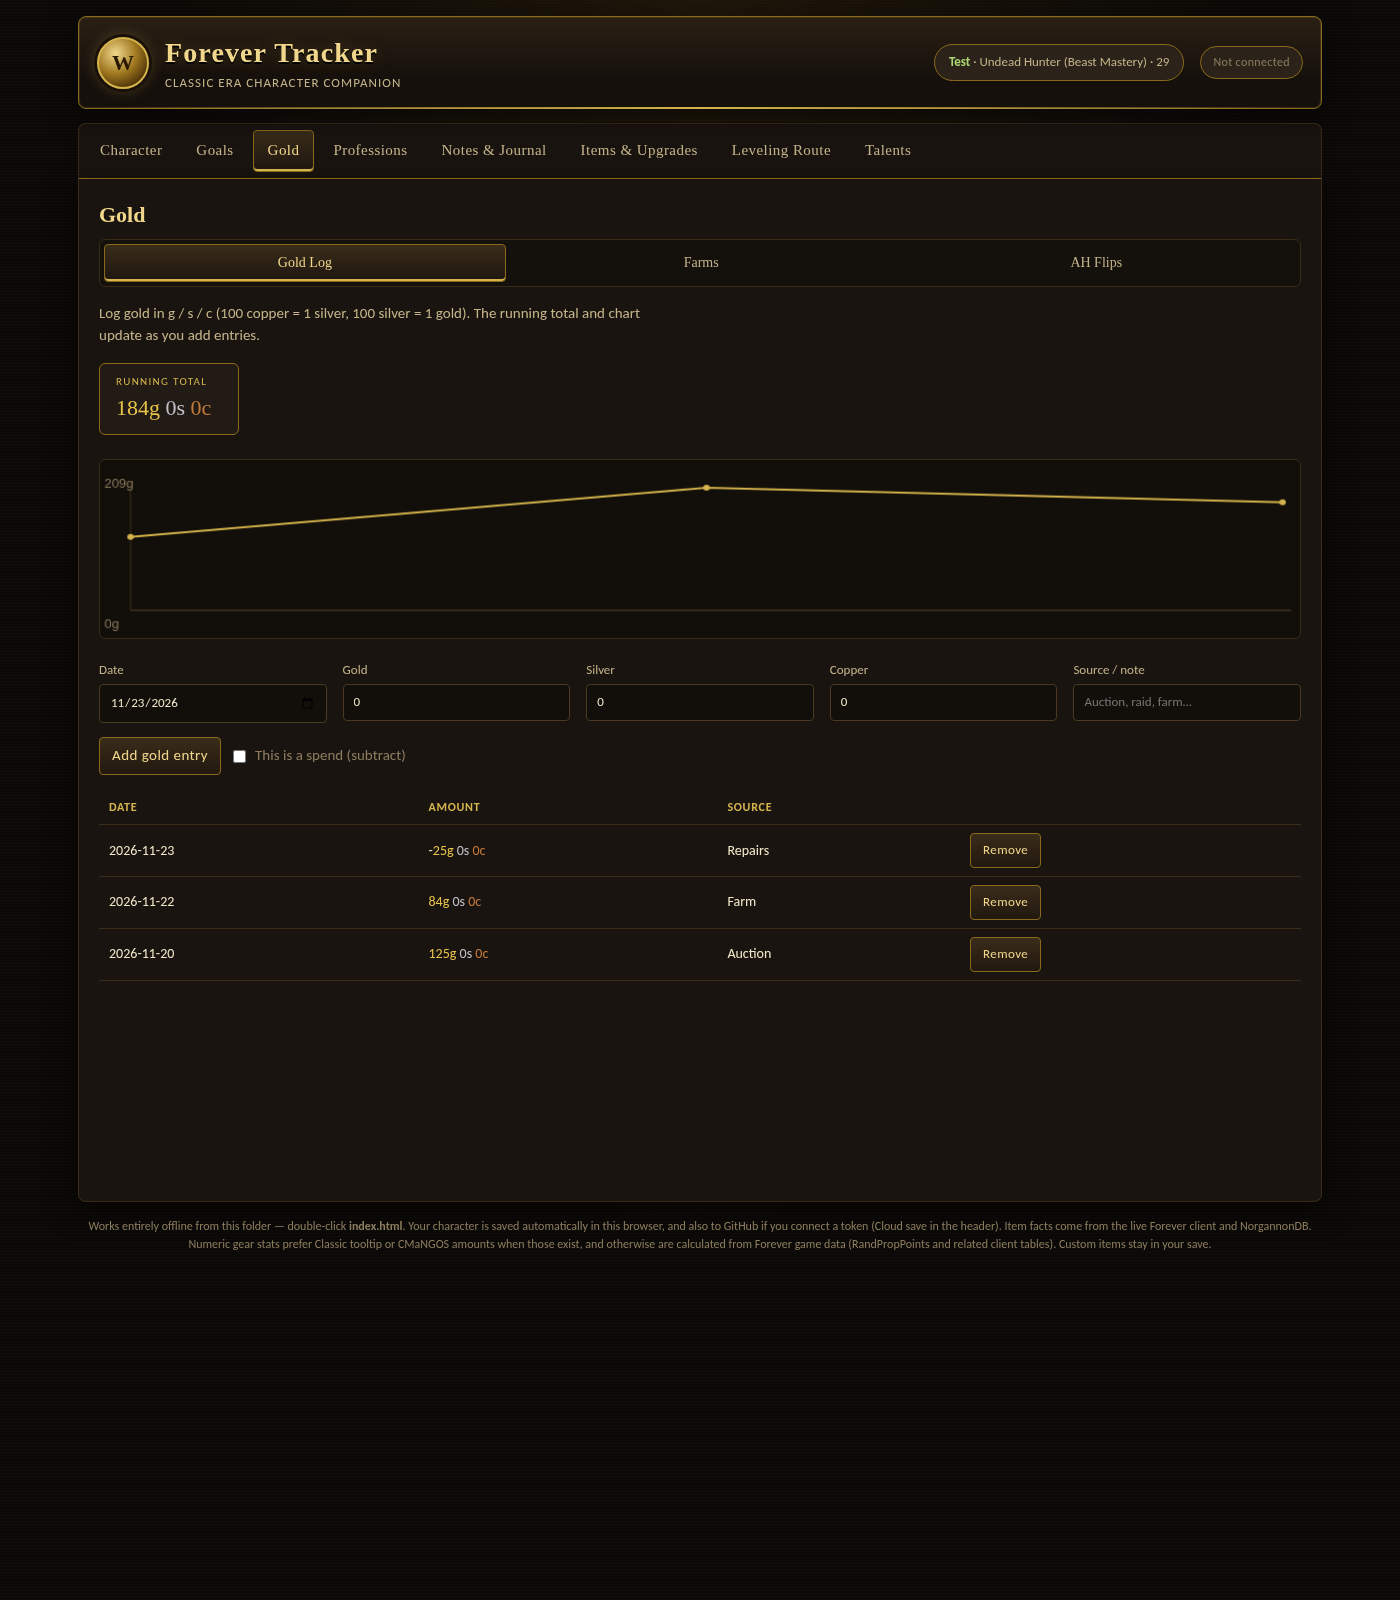 W
Forever Tracker
CLASSIC ERA CHARACTER COMPANION
Test · Undead Hunter (Beast Mastery) · 29
Not connected
Character
Goals
Gold
Professions
Notes & Journal
Items & Upgrades
Leveling Route
Talents
Gold
Gold Log
Farms
AH Flips
Log gold in g / s / c (100 copper = 1 silver, 100 silver = 1 gold). The running total and chart
update as you add entries.
RUNNING TOTAL
184g 0s 0c
209g
0g
Date
Gold
Silver
Copper
Source / note
11/23/2026
0
0
0
Auction, raid, farm...
Add gold entry
This is a spend (subtract)
DATE AMOUNT SOURCE
2026-11-23 -25g 0s 0c Repairs Remove
2026-11-22 84g 0s 0c Farm Remove
2026-11-20 125g 0s 0c Auction Remove
Works entirely offline from this folder — double-click index.html. Your character is saved automatically in this browser, and also to GitHub if you connect a token (Cloud save in the header). Item facts come from the live Forever client and NorgannonDB.
Numeric gear stats prefer Classic tooltip or CMaNGOS amounts when those exist, and otherwise are calculated from Forever game data (RandPropPoints and related client tables). Custom items stay in your save.